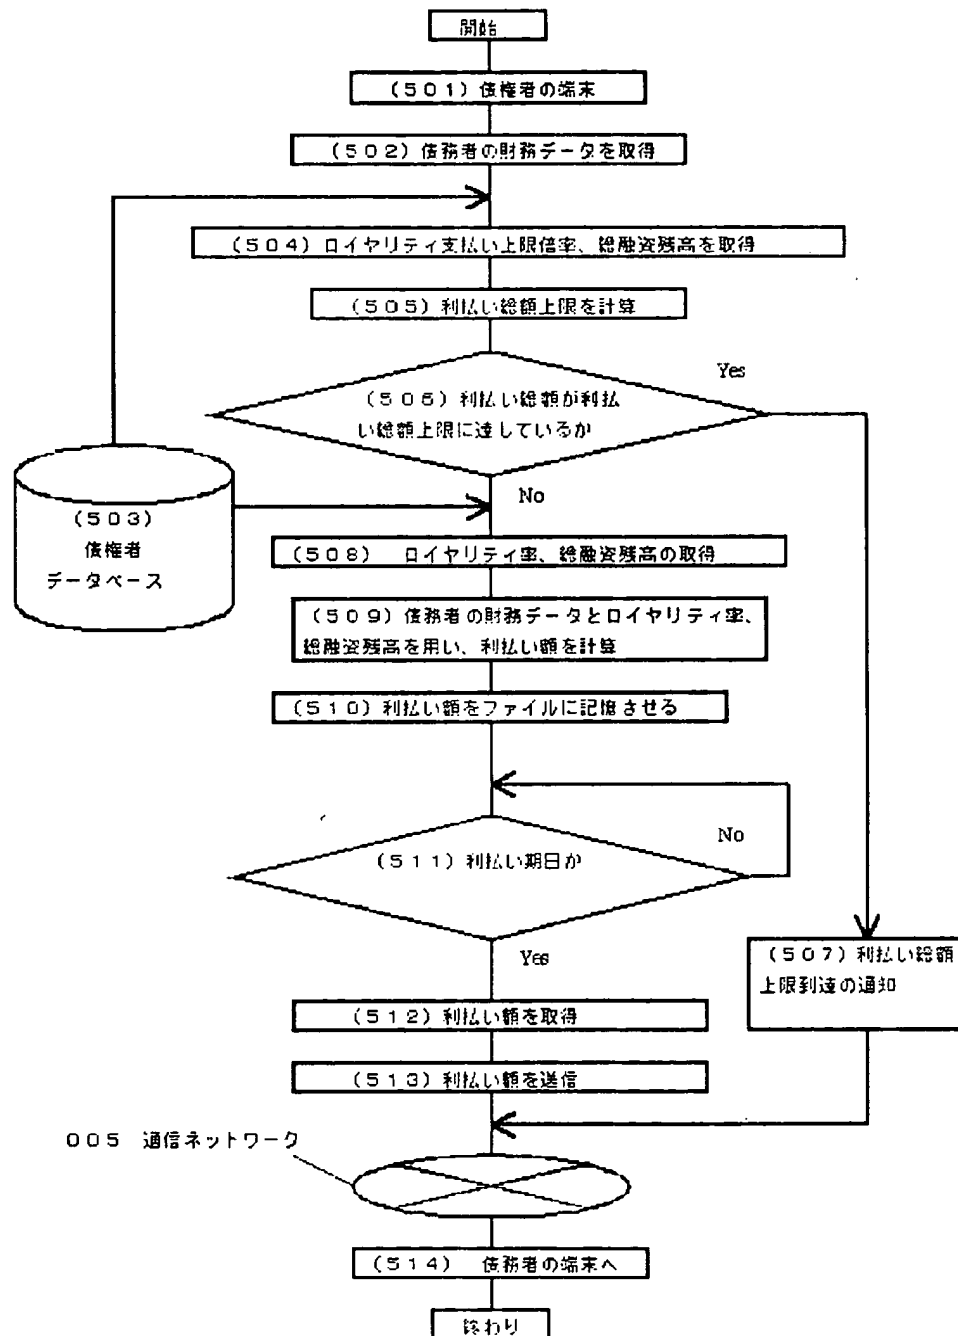 開始
(501)債権者の端末
(502)債務者の財務データを取得
(504)ロイヤリティ支払い上限倍率、総融資残高を取得
(505)利払い総額上限を計算
Yes
(506)利払い総額が利払
い総額上限に達しているか
No
(503)
債権者
データベース
(508) ロイヤリティ率、総融資残高の取得
(509)債務者の財務データとロイヤリティ率、
総融資残高を用い、利払い額を計算
(510)利払い額をファイルに記憶させる
No
(511)利払い期日か
Yes
(507)利払い総額
上限到達の通知
(512)利払い額を取得
(513)利払い額を送信
005 通信ネットワーク
(514) 債務者の端末へ
終わり